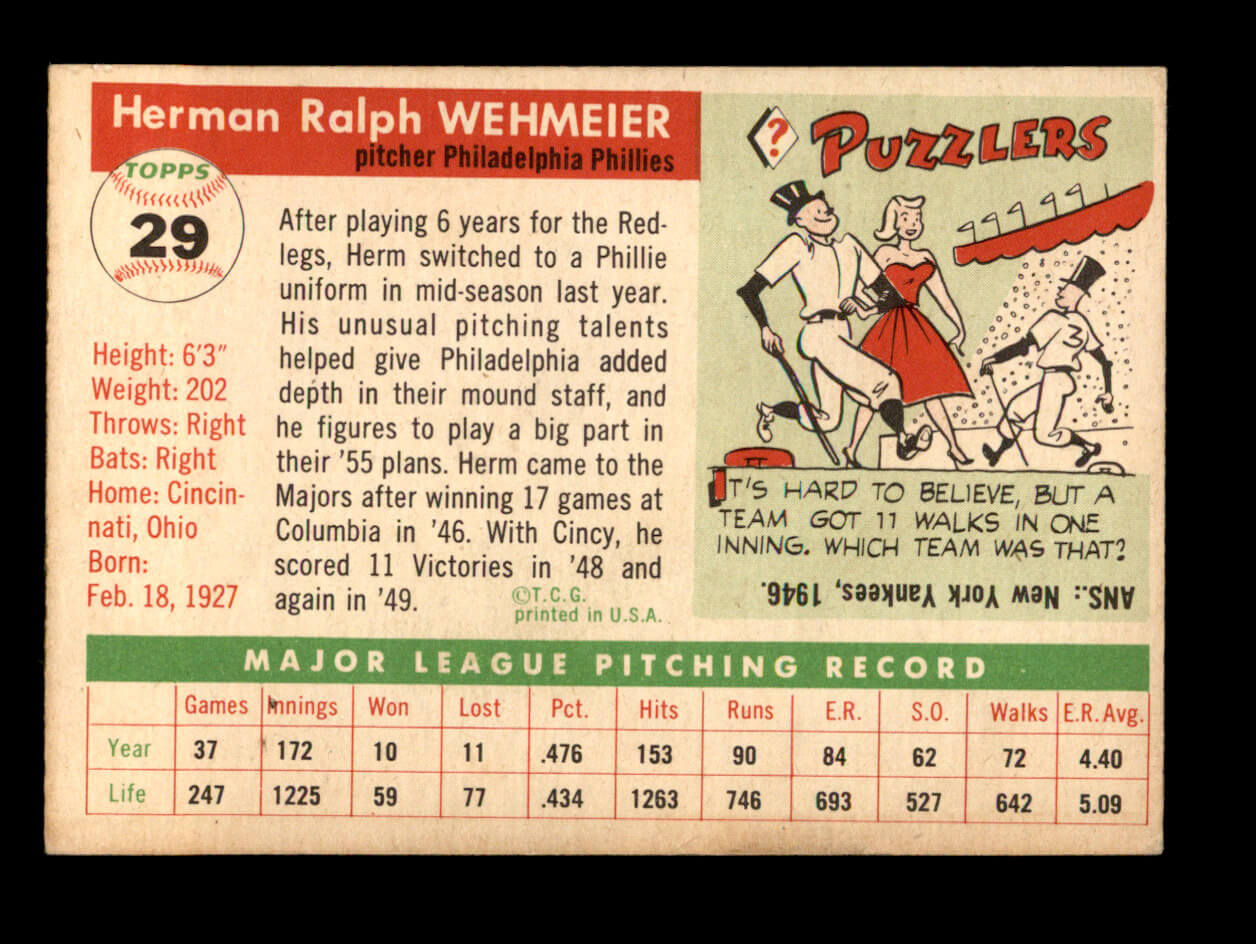 Herman Ralph WEHMEIER
pitcher Philadelphia Phillies
TOPPS
29
Height: 6'3"
Weight: 202
Throws: Right
Bats: Right
Home: Cincin-
nati, Ohio
Born:
Feb. 18, 1927
After playing 6 years for the Red-
legs, Herm switched to a Phillie
uniform in mid-season last year.
His unusual pitching talents
helped give Philadelphia added
depth in their mound staff, and
he figures to play a big part in
their '55 plans. Herm came to the
Majors after winning 17 games at
Columbia in '46. With Cincy, he
scored 11 Victories in '48 and
again in '49.
©T.C.G.
printed in U.S.A.
? PUZZLERS
3
IT'S HARD TO BELIEVE, BUT A
TEAM GOT 11 WALKS IN ONE
INNING. WHICH TEAM WAS THAT?
ANS.: New York Yankees, 1946.
MAJOR LEAGUE PITCHING RECORD
Games Innings Won Lost Pct. Hits Runs E.R. S.O. Walks E.R. Avg.
Year 37 172 10 11 .476 153 90 84 62 72 4.40
Life 247 1225 59 77 .434 1263 746 693 527 642 5.09